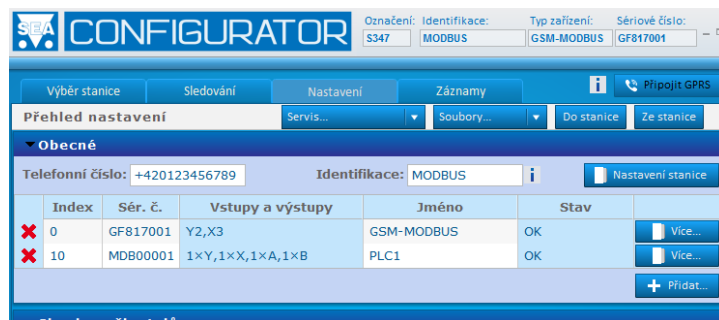 SEA CONFIGURATOR
Označení: Identifikace: Typ zařízení: Sériové číslo:
S347 MODBUS GSM-MODBUS GF817001
Výběr stanice Sledování Nastavení Záznamy i Připojit GPRS
Přehled nastavení Servis... Soubory... Do stanice Ze stanice
Obecné
Telefonní číslo: +420123456789 Identifikace: MODBUS i Nastavení stanice
Index Sér. č. Vstupy a výstupy Jméno Stav
0 GF817001 Y2,X3 GSM-MODBUS OK Více...
10 MDB00001 1×Y,1×X,1×A,1×B PLC1 OK Více...
Přidat...